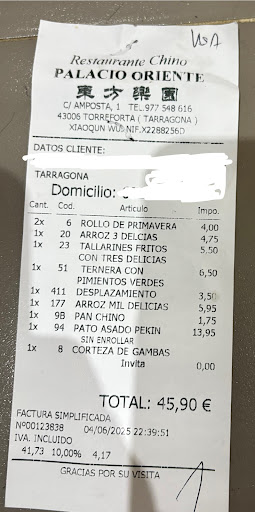 VISA
Restaurante Chino
PALACIO ORIENTE
東方樂園
C/ AMPOSTA, 1 TEL.977 548 616
43006 TORREFORTA ( TARRAGONA )
XIAOQUN WU NIF.X2288256D
DATOS CLIENTE:
TARRAGONA
Domicilio:
Cant. Cod. Artículo Impo.
2x 6 ROLLO DE PRIMAVERA 4,00
1x 20 ARROZ 3 DELCIAS 4,75
1x 23 TALLARINES FRITOS 5,50
CON TRES DELICIAS
1x 51 TERNERA CON 6,50
PIMIENTOS VERDES
1x 411 DESPLAZAMIENTO 3,50
1x 177 ARROZ MIL DELICIAS 5,95
1x 9B PAN CHINO 1,75
1x 94 PATO ASADO PEKIN 13,95
SIN ENROLLAR
1x 8 CORTEZA DE GAMBAS
Invita 0,00
TOTAL: 45,90 €
FACTURA SIMPLIFICADA
Nº00123838 04/06/2025 22:39:51
IVA. INCLUIDO
41,73 10,00% 4,17
GRACIAS POR SU VISITA